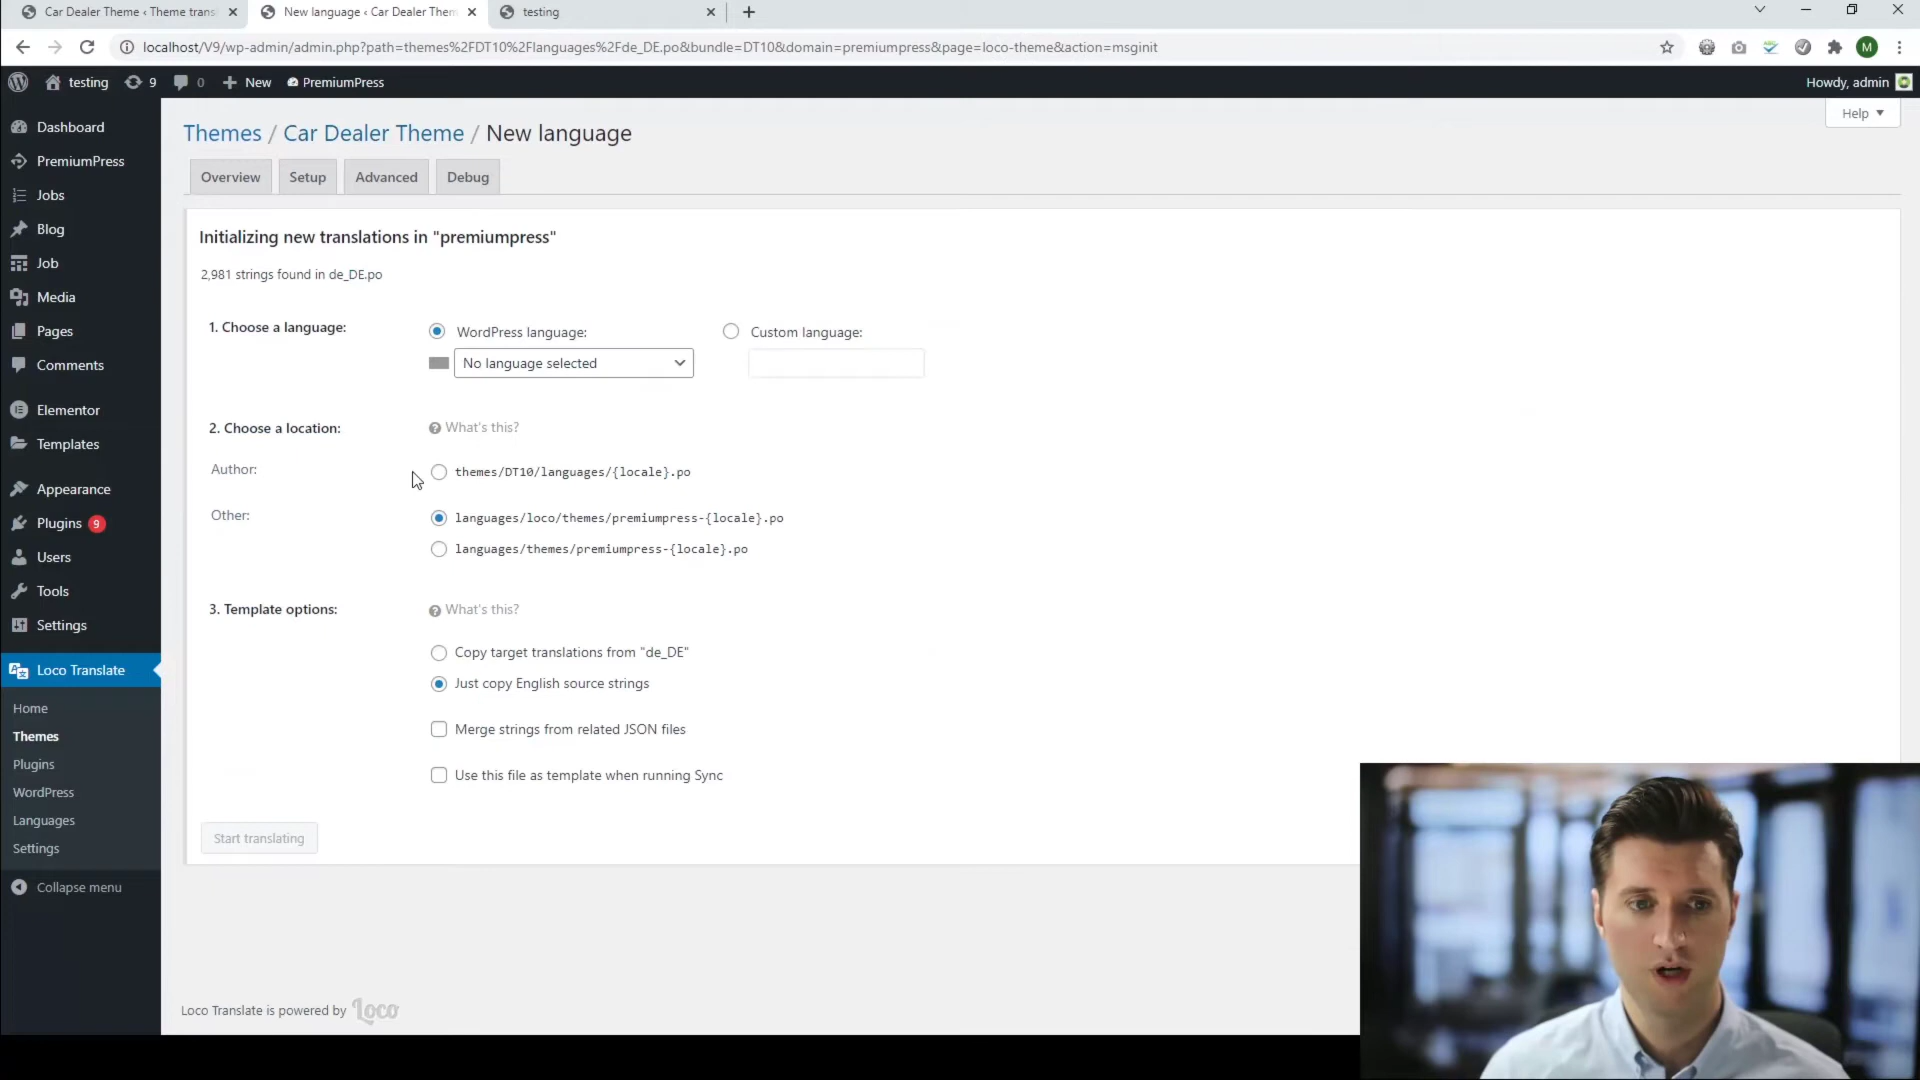 Car Dealer Theme ‹ Theme trans
New language ‹ Car Dealer Them
testing
localhost/V9/wp-admin/admin.php?path=themes%2FDT10%2Flanguages%2Fde_DE.po&bundle=DT10&domain=premiumpress&page=loco-theme&action=msginit
M
testing
9
0
New
PremiumPress
Howdy, admin
Help
Dashboard
PremiumPress
Jobs
Blog
Job
Media
Pages
Comments
Elementor
Templates
Appearance
Plugins 9
Users
Tools
Settings
Loco Translate
Home
Themes
Plugins
WordPress
Languages
Settings
Collapse menu
Themes / Car Dealer Theme / New language
Overview
Setup
Advanced
Debug
Initializing new translations in "premiumpress"
2,981 strings found in de_DE.po
1. Choose a language:
WordPress language:
Custom language:
No language selected
2. Choose a location:
What's this?
Author:
themes/DT10/languages/{locale}.po
Other:
languages/loco/themes/premiumpress-{locale}.po
languages/themes/premiumpress-{locale}.po
3. Template options:
What's this?
Copy target translations from "de_DE"
Just copy English source strings
Merge strings from related JSON files
Use this file as template when running Sync
Start translating
Loco Translate is powered by Loco